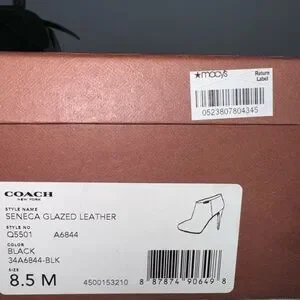 ★macy's Return Label
0523807804345
COACH
NEW YORK
STYLE NAME
SENECA GLAZED LEATHER
STYLE NO
Q5501 A6844
COLOR
BLACK
34A6844-BLK
SIZE
8.5 M
4500153210
8 87874 90649 8